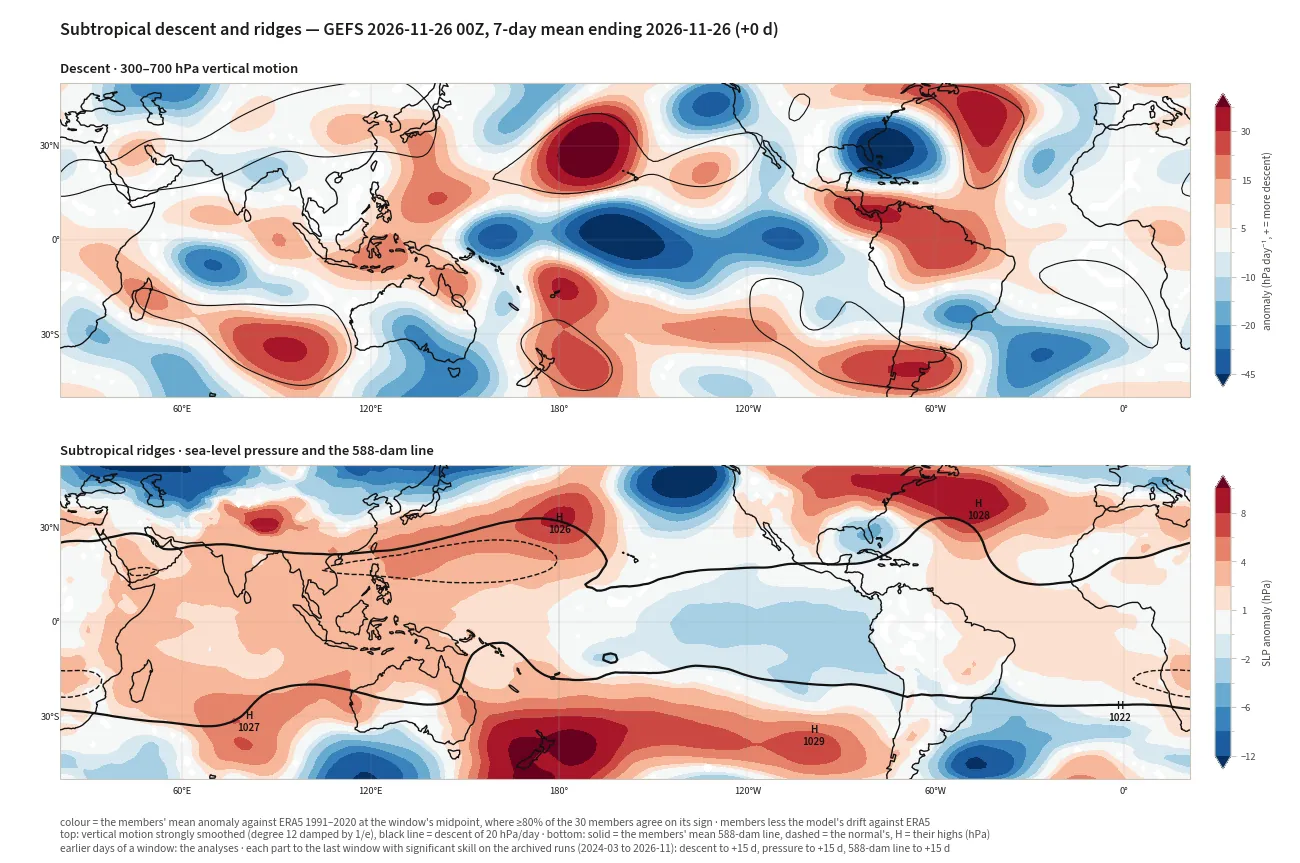 Subtropical descent and ridges — GEFS 2026-11-26 00Z, 7-day mean ending 2026-11-26 (+0 d)
Descent · 300–700 hPa vertical motion
30°N
0°
30°S
60°E
120°E
180°
120°W
60°W
0°
30
15
5
−10
−20
−45
anomaly (hPa day⁻¹, + = more descent)
Subtropical ridges · sea-level pressure and the 588-dam line
30°N
0°
30°S
H
1026
H
1028
H
1027
H
1029
H
1022
60°E
120°E
180°
120°W
60°W
0°
8
4
1
−2
−6
−12
SLP anomaly (hPa)
colour = the members' mean anomaly against ERA5 1991–2020 at the window's midpoint, where ≥80% of the 30 members agree on its sign · members less the model's drift against ERA5
top: vertical motion strongly smoothed (degree 12 damped by 1/e), black line = descent of 20 hPa/day · bottom: solid = the members' mean 588-dam line, dashed = the normal's, H = their highs (hPa)
earlier days of a window: the analyses · each part to the last window with significant skill on the archived runs (2024-03 to 2026-11): descent to +15 d, pressure to +15 d, 588-dam line to +15 d